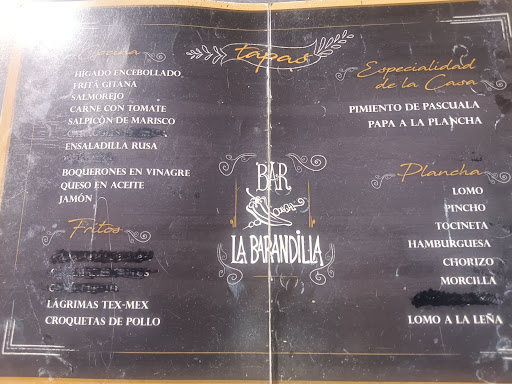 tapas
Cocina
HÍGADO ENCEBOLLADO
FRITÁ GITANA
SALMOREJO
CARNE CON TOMATE
SALPICÓN DE MARISCO
ENSALADILLA RUSA
BOQUERONES EN VINAGRE
QUESO EN ACEITE
JAMÓN
Fritos
LÁGRIMAS TEX-MEX
CROQUETAS DE POLLO
BAR
LA BARANDILLA
Especialidad
de la Casa
PIMIENTO DE PASCUALA
PAPA A LA PLANCHA
Plancha
LOMO
PINCHO
TOCINETA
HAMBURGUESA
CHORIZO
MORCILLA
LOMO A LA LEÑA